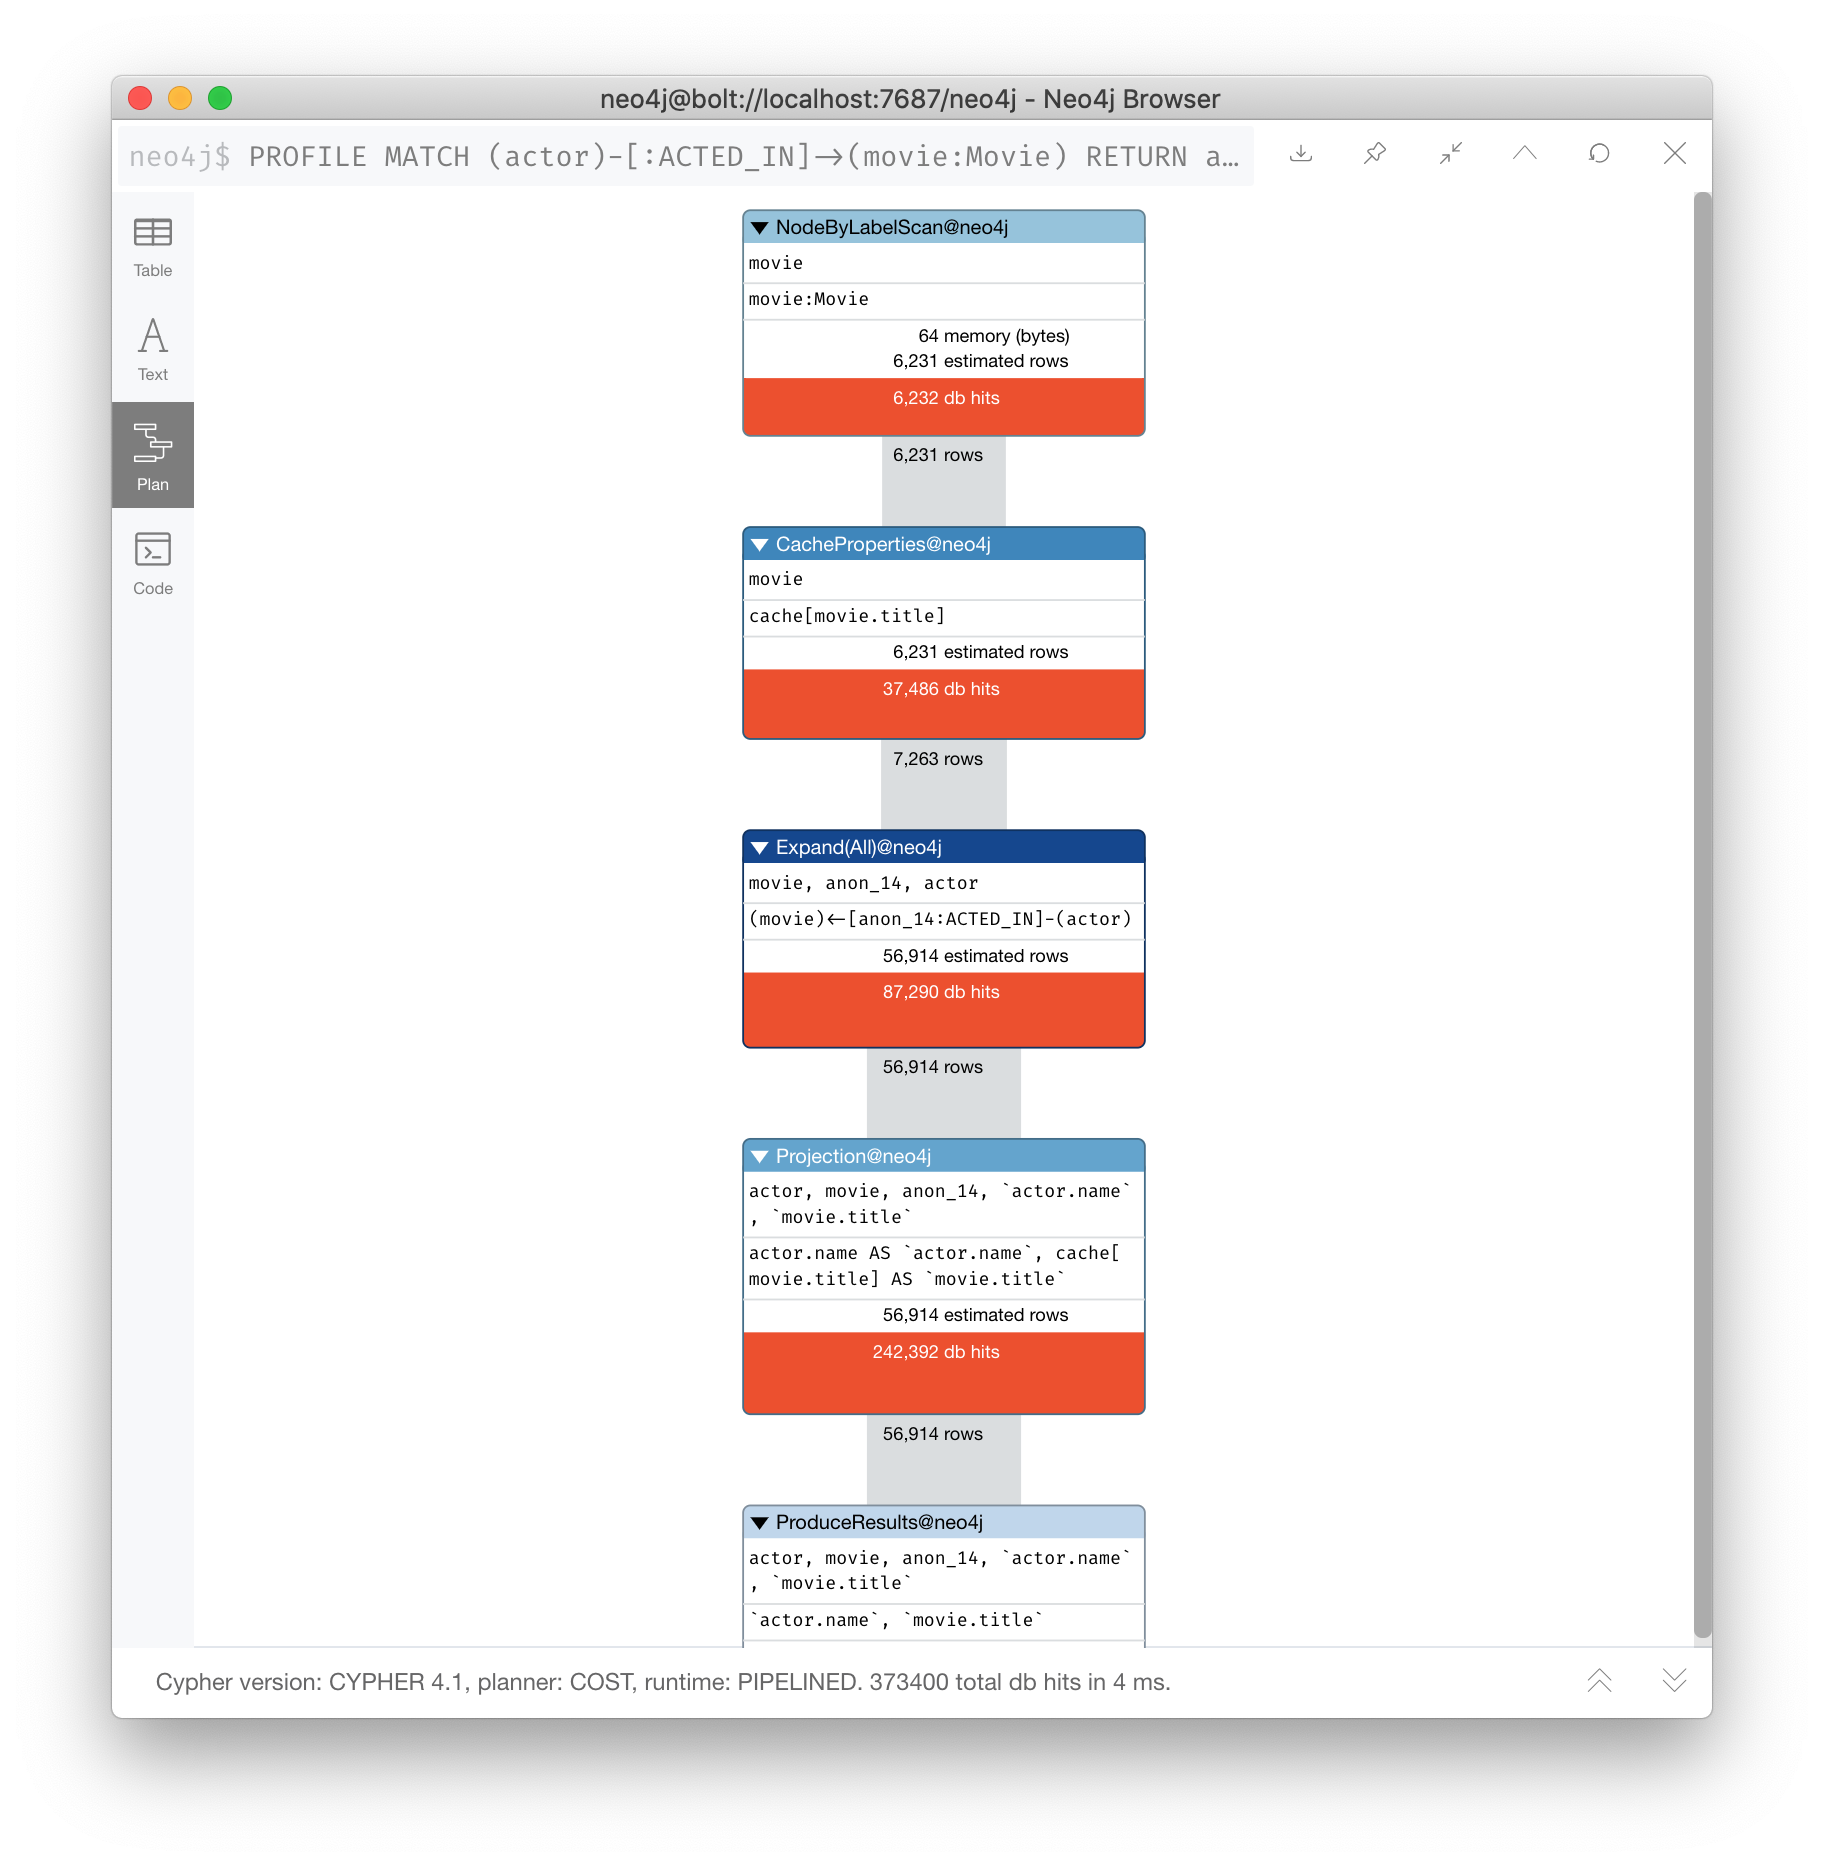 neo4j@bolt://localhost:7687/neo4j - Neo4j Browser
neo4j$ PROFILE MATCH (actor)-[:ACTED_IN]->(movie:Movie) RETURN a…
Table
Text
Plan
Code
NodeByLabelScan@neo4j
movie
movie:Movie
64 memory (bytes)
6,231 estimated rows
6,232 db hits
6,231 rows
CacheProperties@neo4j
movie
cache[movie.title]
6,231 estimated rows
37,486 db hits
7,263 rows
Expand(All)@neo4j
movie, anon_14, actor
(movie)<-[anon_14:ACTED_IN]-(actor)
56,914 estimated rows
87,290 db hits
56,914 rows
Projection@neo4j
actor, movie, anon_14, `actor.name`
, `movie.title`
actor.name AS `actor.name`, cache[
movie.title] AS `movie.title`
56,914 estimated rows
242,392 db hits
56,914 rows
ProduceResults@neo4j
actor, movie, anon_14, `actor.name`
, `movie.title`
`actor.name`, `movie.title`
Cypher version: CYPHER 4.1, planner: COST, runtime: PIPELINED. 373400 total db hits in 4 ms.